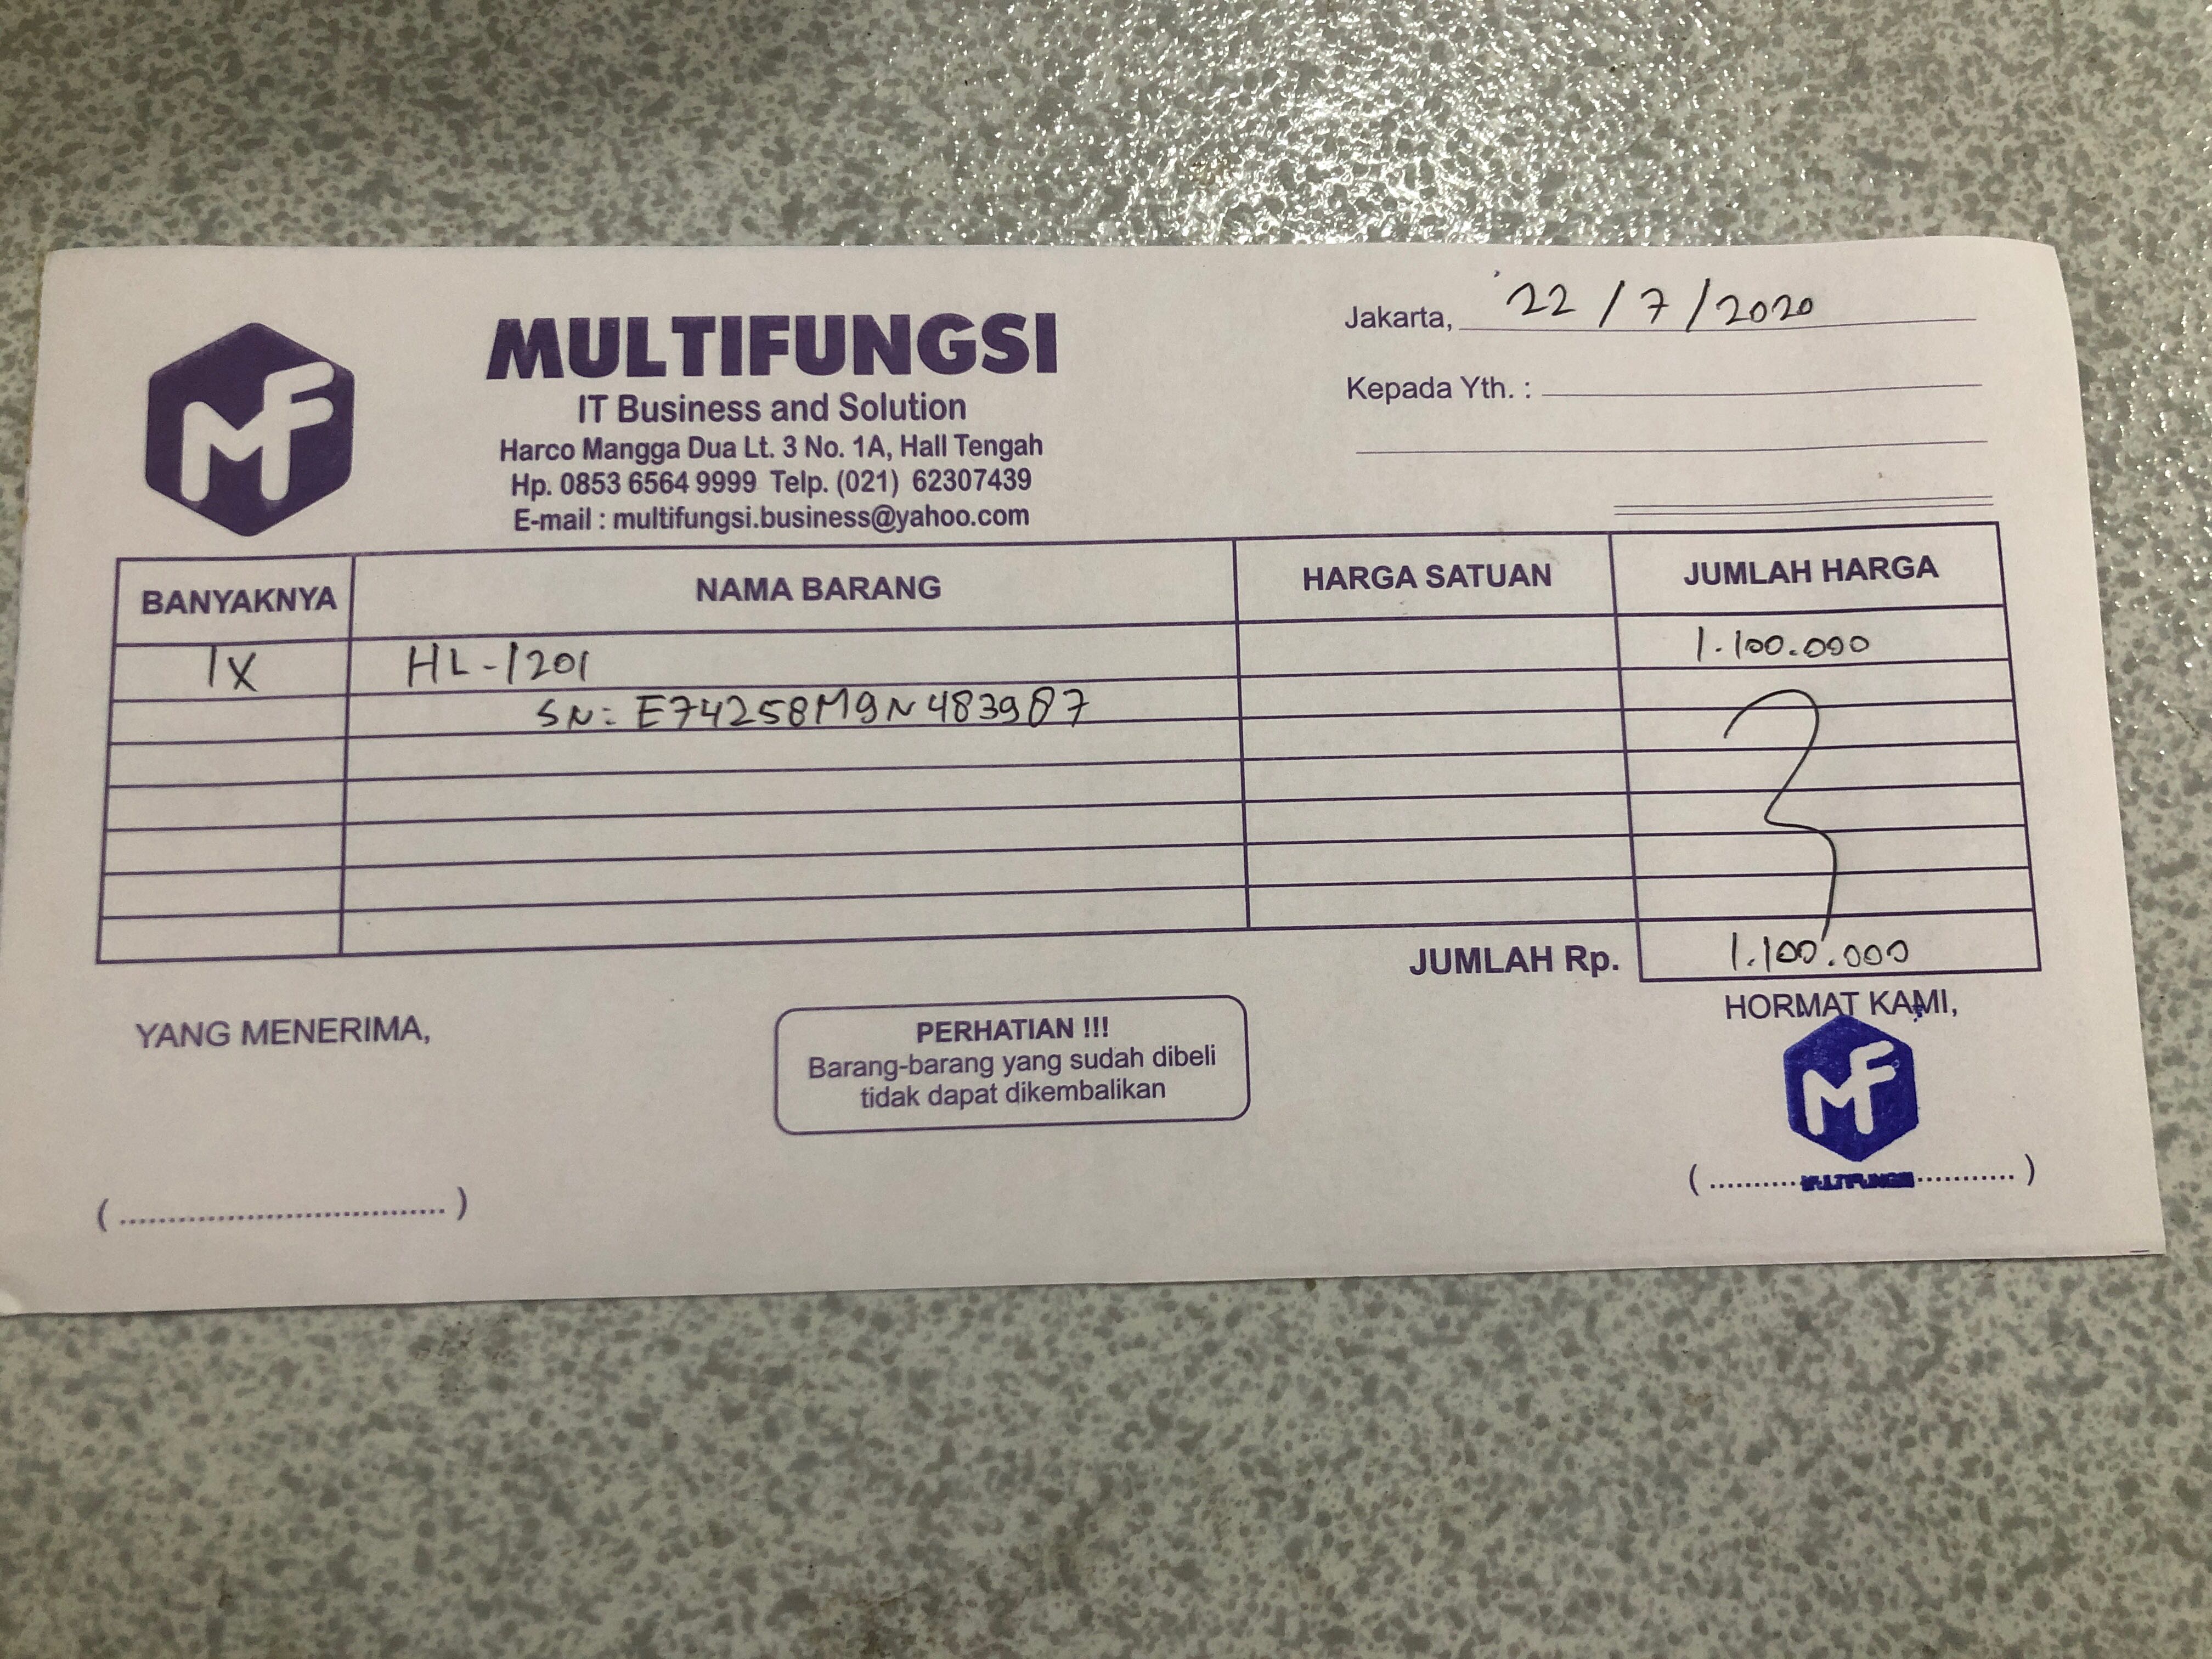 MF
MULTIFUNGSI
IT Business and Solution
Harco Mangga Dua Lt. 3 No. 1A, Hall Tengah
Hp. 0853 6564 9999 Telp. (021) 62307439
E-mail : multifungsi.business@yahoo.com
Jakarta, 22 / 7 / 2020
Kepada Yth. :
BANYAKNYA NAMA BARANG HARGA SATUAN JUMLAH HARGA
1X HL-1201 1.100.000
SN: E74258M9N483987
JUMLAH Rp. 1.100.000
YANG MENERIMA,
PERHATIAN !!!
Barang-barang yang sudah dibeli
tidak dapat dikembalikan
HORMAT KAMI,
MF
(..................................)
(..........MULTIFUNGSI............)